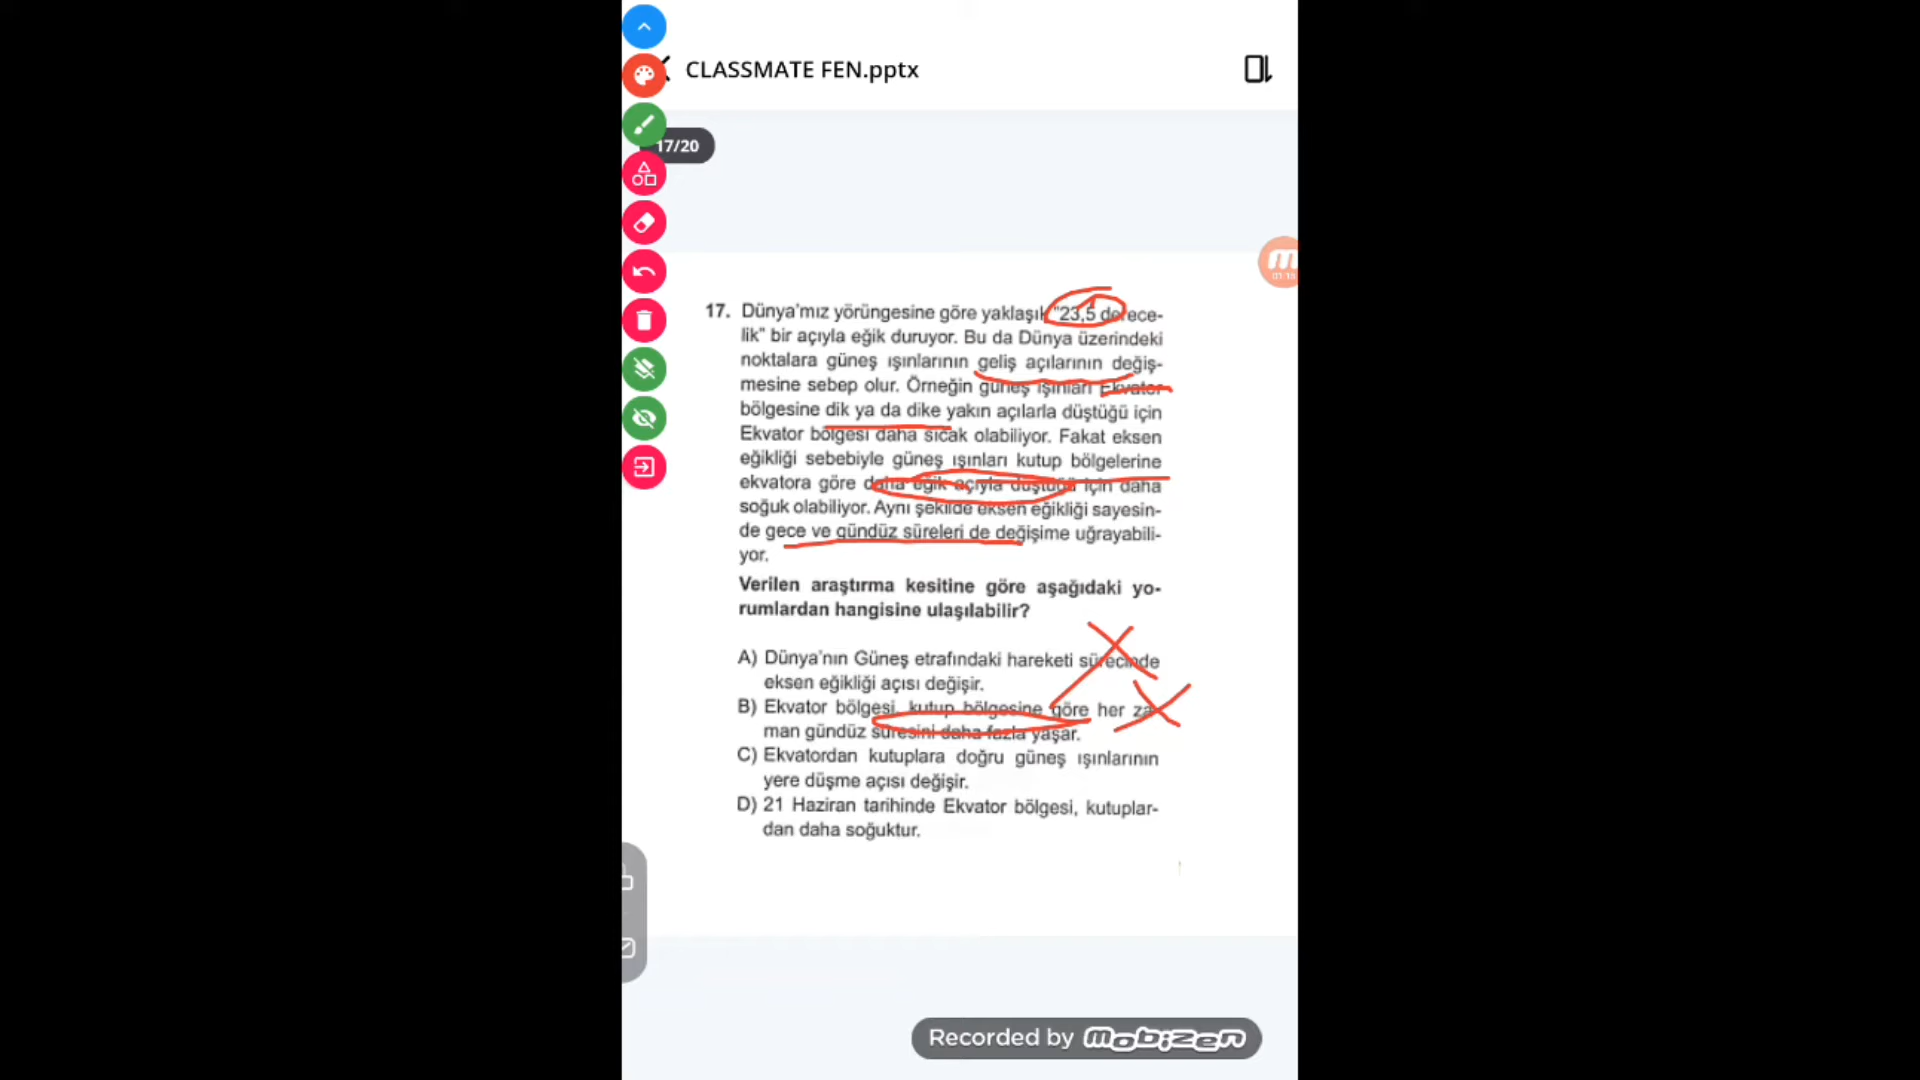 CLASSMATE FEN.pptx
17/20
01:15
17. Dünya'mız yörüngesine göre yaklaşık "23,5 derece-
lik" bir açıyla eğik duruyor. Bu da Dünya üzerindeki
noktalara güneş ışınlarının geliş açılarının değiş-
mesine sebep olur. Örneğin güneş ışınları Ekvator
bölgesine dik ya da dike yakın açılarla düştüğü için
Ekvator bölgesi daha sıcak olabiliyor. Fakat eksen
eğikliği sebebiyle güneş ışınları kutup bölgelerine
ekvatora göre daha eğik açıyla düştüğü için daha
soğuk olabiliyor. Aynı şekilde eksen eğikliği sayesin-
de gece ve gündüz süreleri de değişime uğrayabili-
yor.
Verilen araştırma kesitine göre aşağıdaki yo-
rumlardan hangisine ulaşılabilir?
A) Dünya'nın Güneş etrafındaki hareketi sürecinde
eksen eğikliği açısı değişir.
B) Ekvator bölgesi, kutup bölgesine göre her za-
man gündüz süresini daha fazla yaşar.
C) Ekvatordan kutuplara doğru güneş ışınlarının
yere düşme açısı değişir.
D) 21 Haziran tarihinde Ekvator bölgesi, kutuplar-
dan daha soğuktur.
Recorded by mobizen